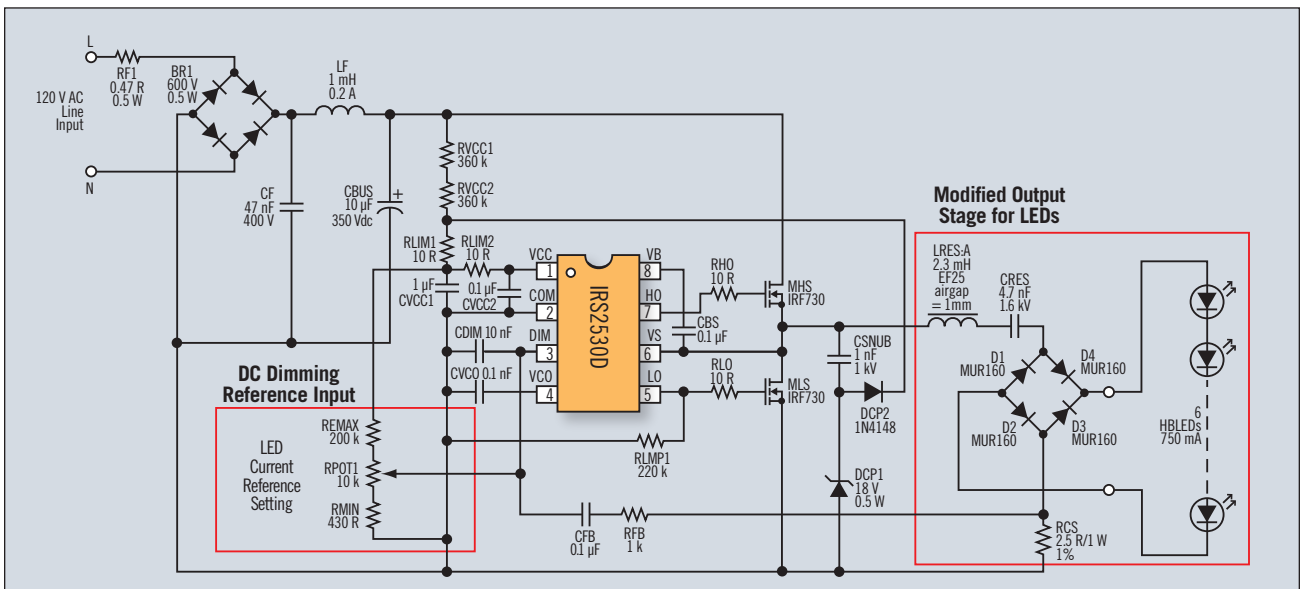 L
RF1
0.47 R
0.5 W
BR1
600 V
0.5 W
120 V AC
Line
Input
N
LF
1 mH
0.2 A
CF
47 nF
400 V
CBUS
10 µF
350 Vdc
+
RVCC1
360 k
RVCC2
360 k
RLIM1
10 R
RLIM2
10 R
1 µF
CVCC1
0.1 µF
CVCC2
CDIM 10 nF
CVCO 0.1 nF
VCC
1
COM
2
DIM
3
VCO
4
IRS2530D
VB
8
HO
7
VS
6
LO
5
RHO
10 R
CBS
0.1 µF
RLO
10 R
MHS
IRF730
MLS
IRF730
CSNUB
1 nF
1 kV
DCP2
1N4148
DCP1
18 V
0.5 W
RLMP1
220 k
CFB
0.1 µF
RFB
1 k
DC Dimming
Reference Input
LED
Current
Reference
Setting
REMAX
200 k
RPOT1
10 k
RMIN
430 R
Modified Output
Stage for LEDs
LRES:A
2.3 mH
EF25
airgap
= 1mm
CRES
4.7 nF
1.6 kV
D1
MUR160
D4
MUR160
D2
MUR160
D3
MUR160
6
HBLEDs
750 mA
RCS
2.5 R/1 W
1%